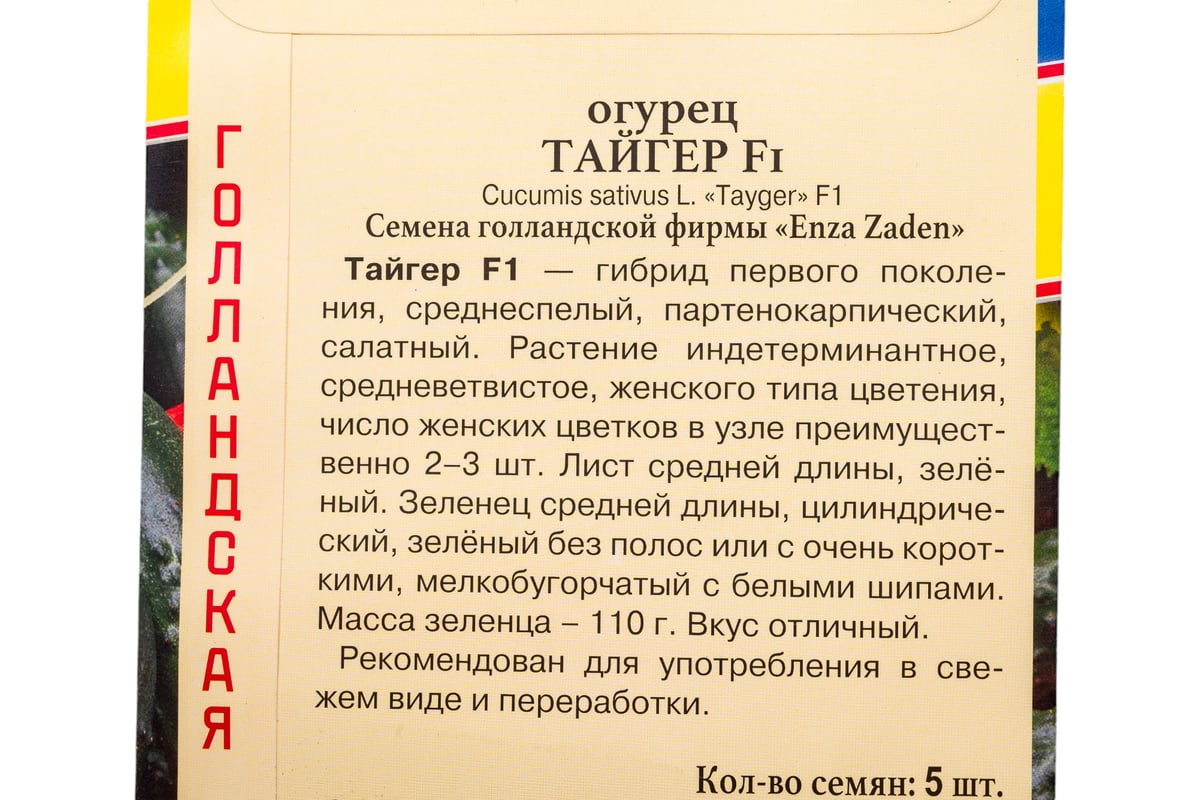 ГОЛЛАНДСКАЯ
огурец
ТАЙГЕР F1
Cucumis sativus L. «Tayger» F1
Семена голландской фирмы «Enza Zaden»
Тайгер F1 — гибрид первого поколе-
ния, среднеспелый, партенокарпический,
салатный. Растение индетерминантное,
средневетвистое, женского типа цветения,
число женских цветков в узле преимущест-
венно 2–3 шт. Лист средней длины, зелё-
ный. Зеленец средней длины, цилиндриче-
ский, зелёный без полос или с очень корот-
кими, мелкобугорчатый с белыми шипами.
Масса зеленца – 110 г. Вкус отличный.
Рекомендован для употребления в све-
жем виде и переработки.
Кол-во семян: 5 шт.